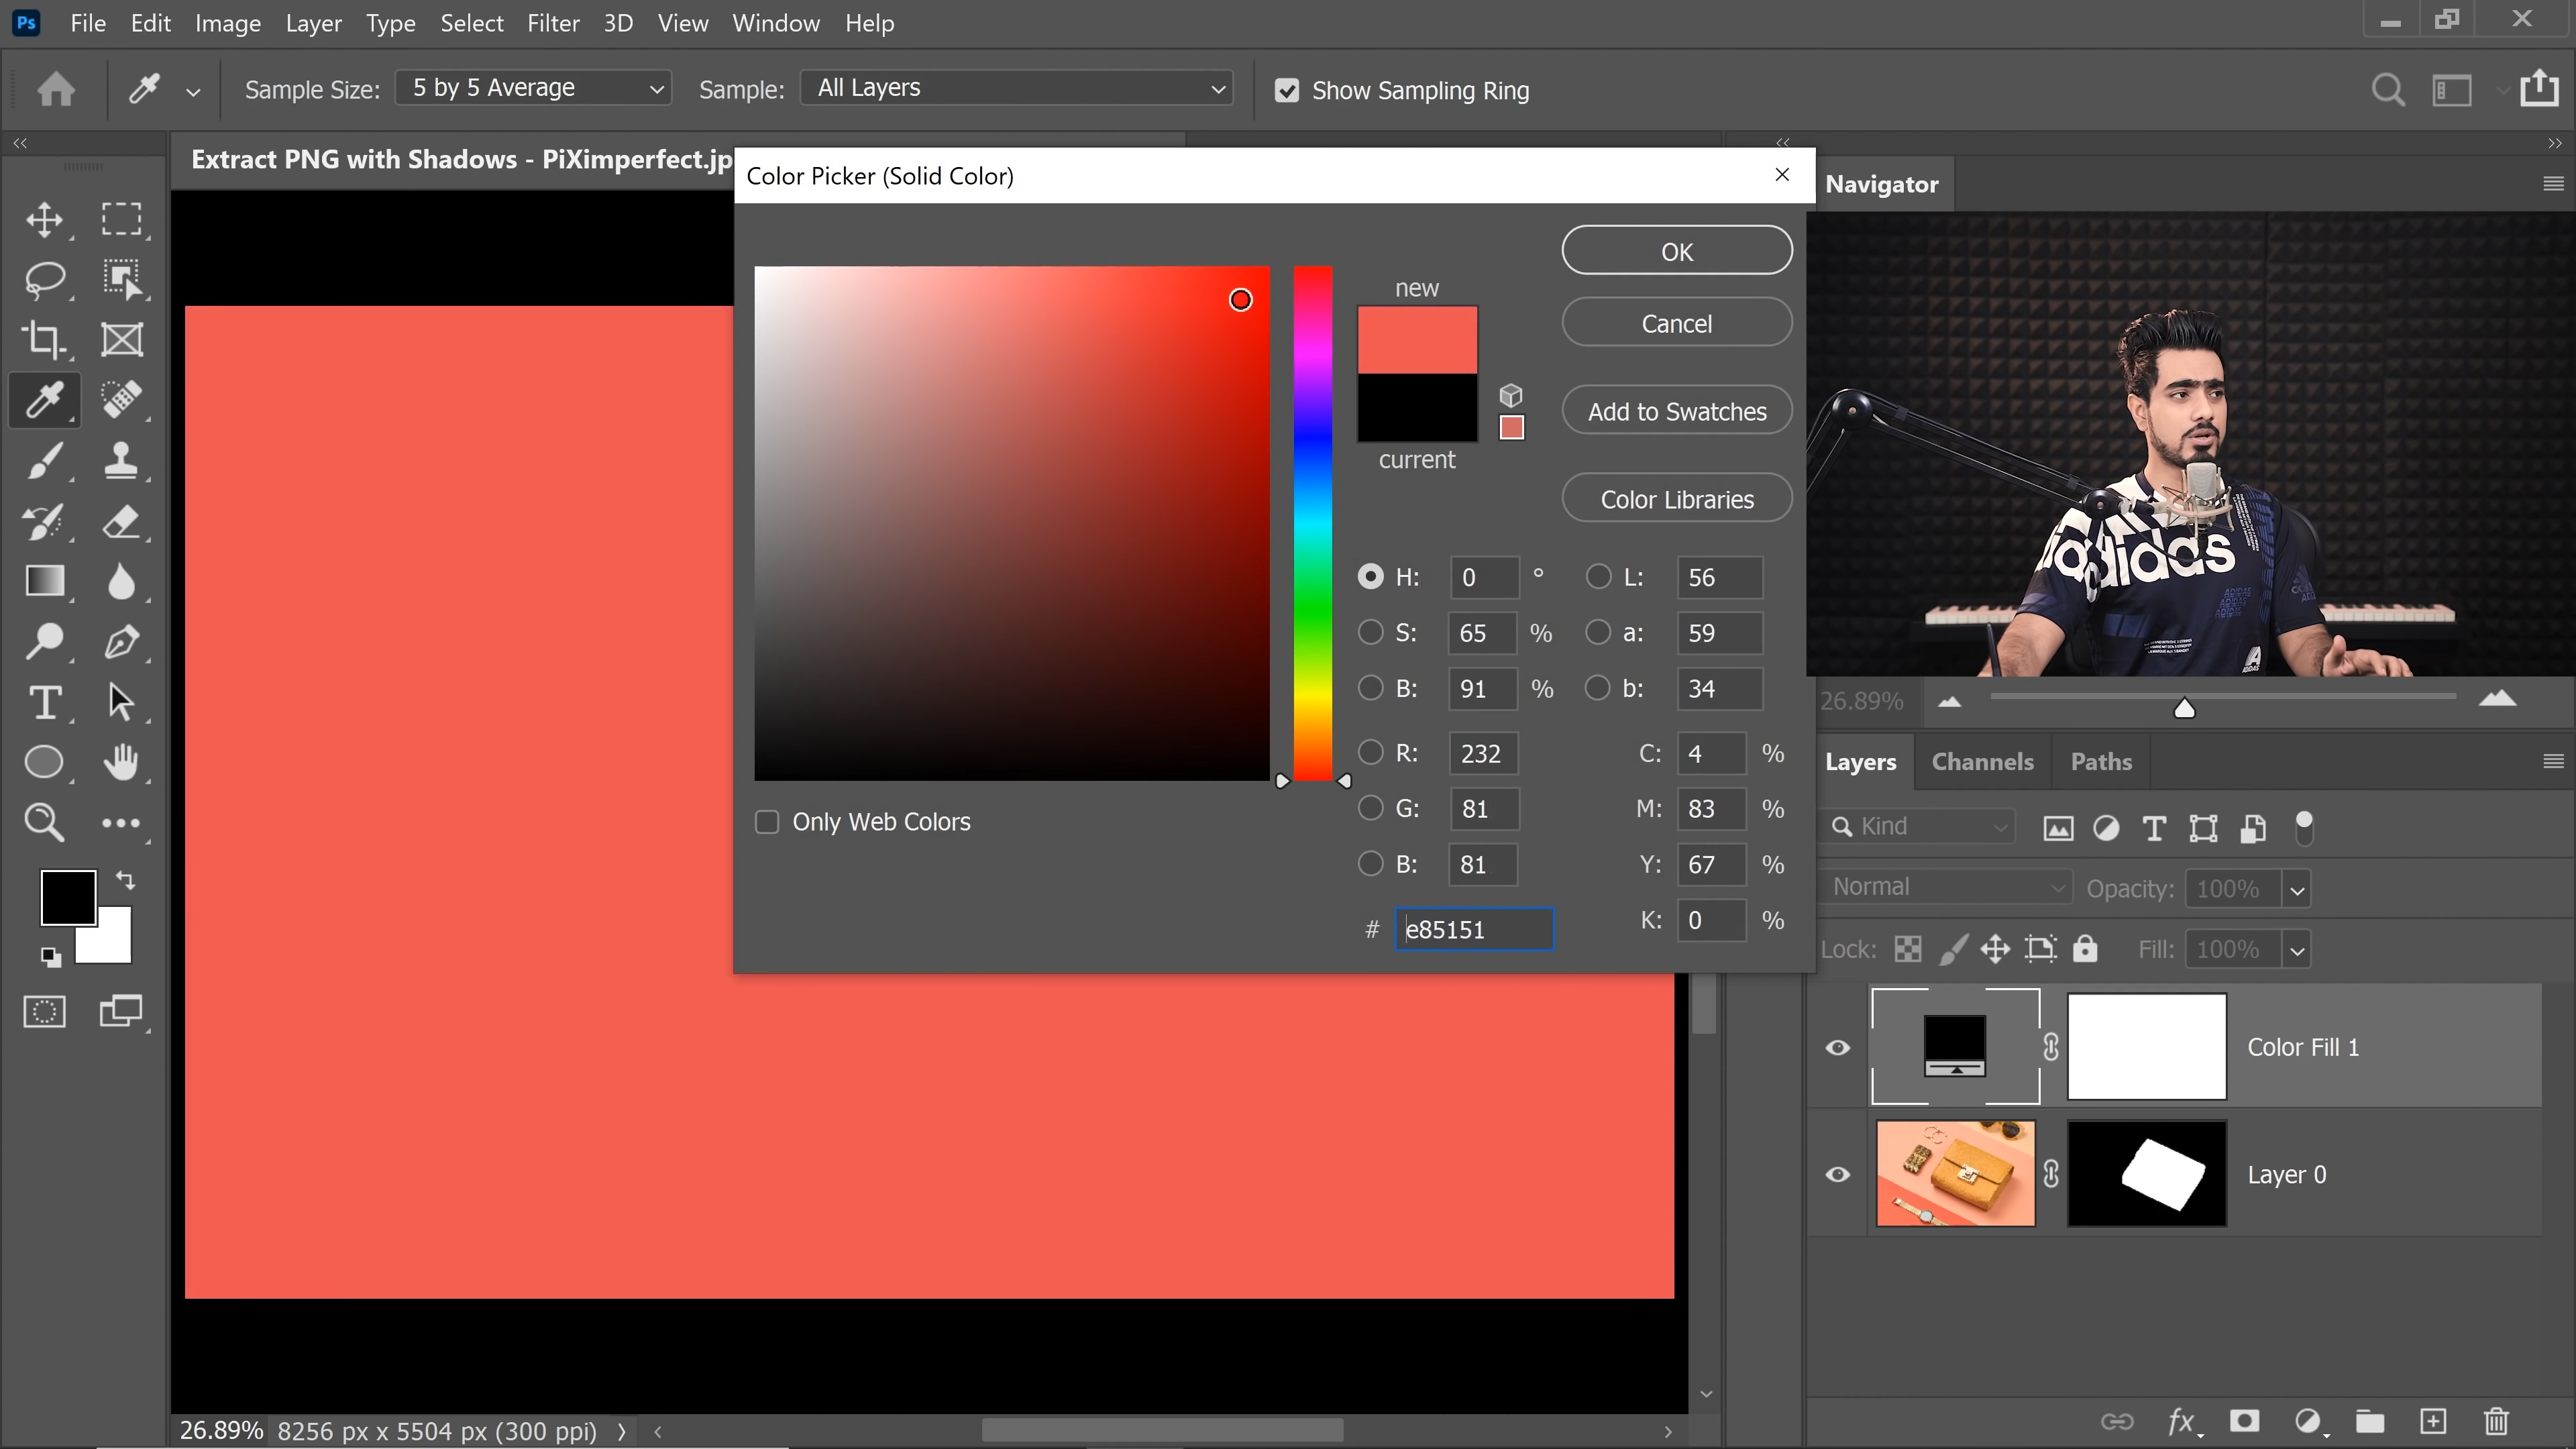 Ps File Edit Image Layer Type Select Filter 3D View Window Help
Sample Size: 5 by 5 Average Sample: All Layers Show Sampling Ring
Extract PNG with Shadows - PiXimperfect.jp
Color Picker (Solid Color)
Navigator
OK
new
Cancel
Add to Swatches
current
Color Libraries
H: 0 ° L: 56
S: 65 % a: 59
B: 91 % b: 34
R: 232 C: 4 %
G: 81 M: 83 %
B: 81 Y: 67 %
# e85151 K: 0 %
Only Web Colors
adidas
26.89%
Layers Channels Paths
Kind
Normal Opacity: 100%
Lock: Fill: 100%
Color Fill 1
Layer 0
fx
26.89% 8256 px x 5504 px (300 ppi)